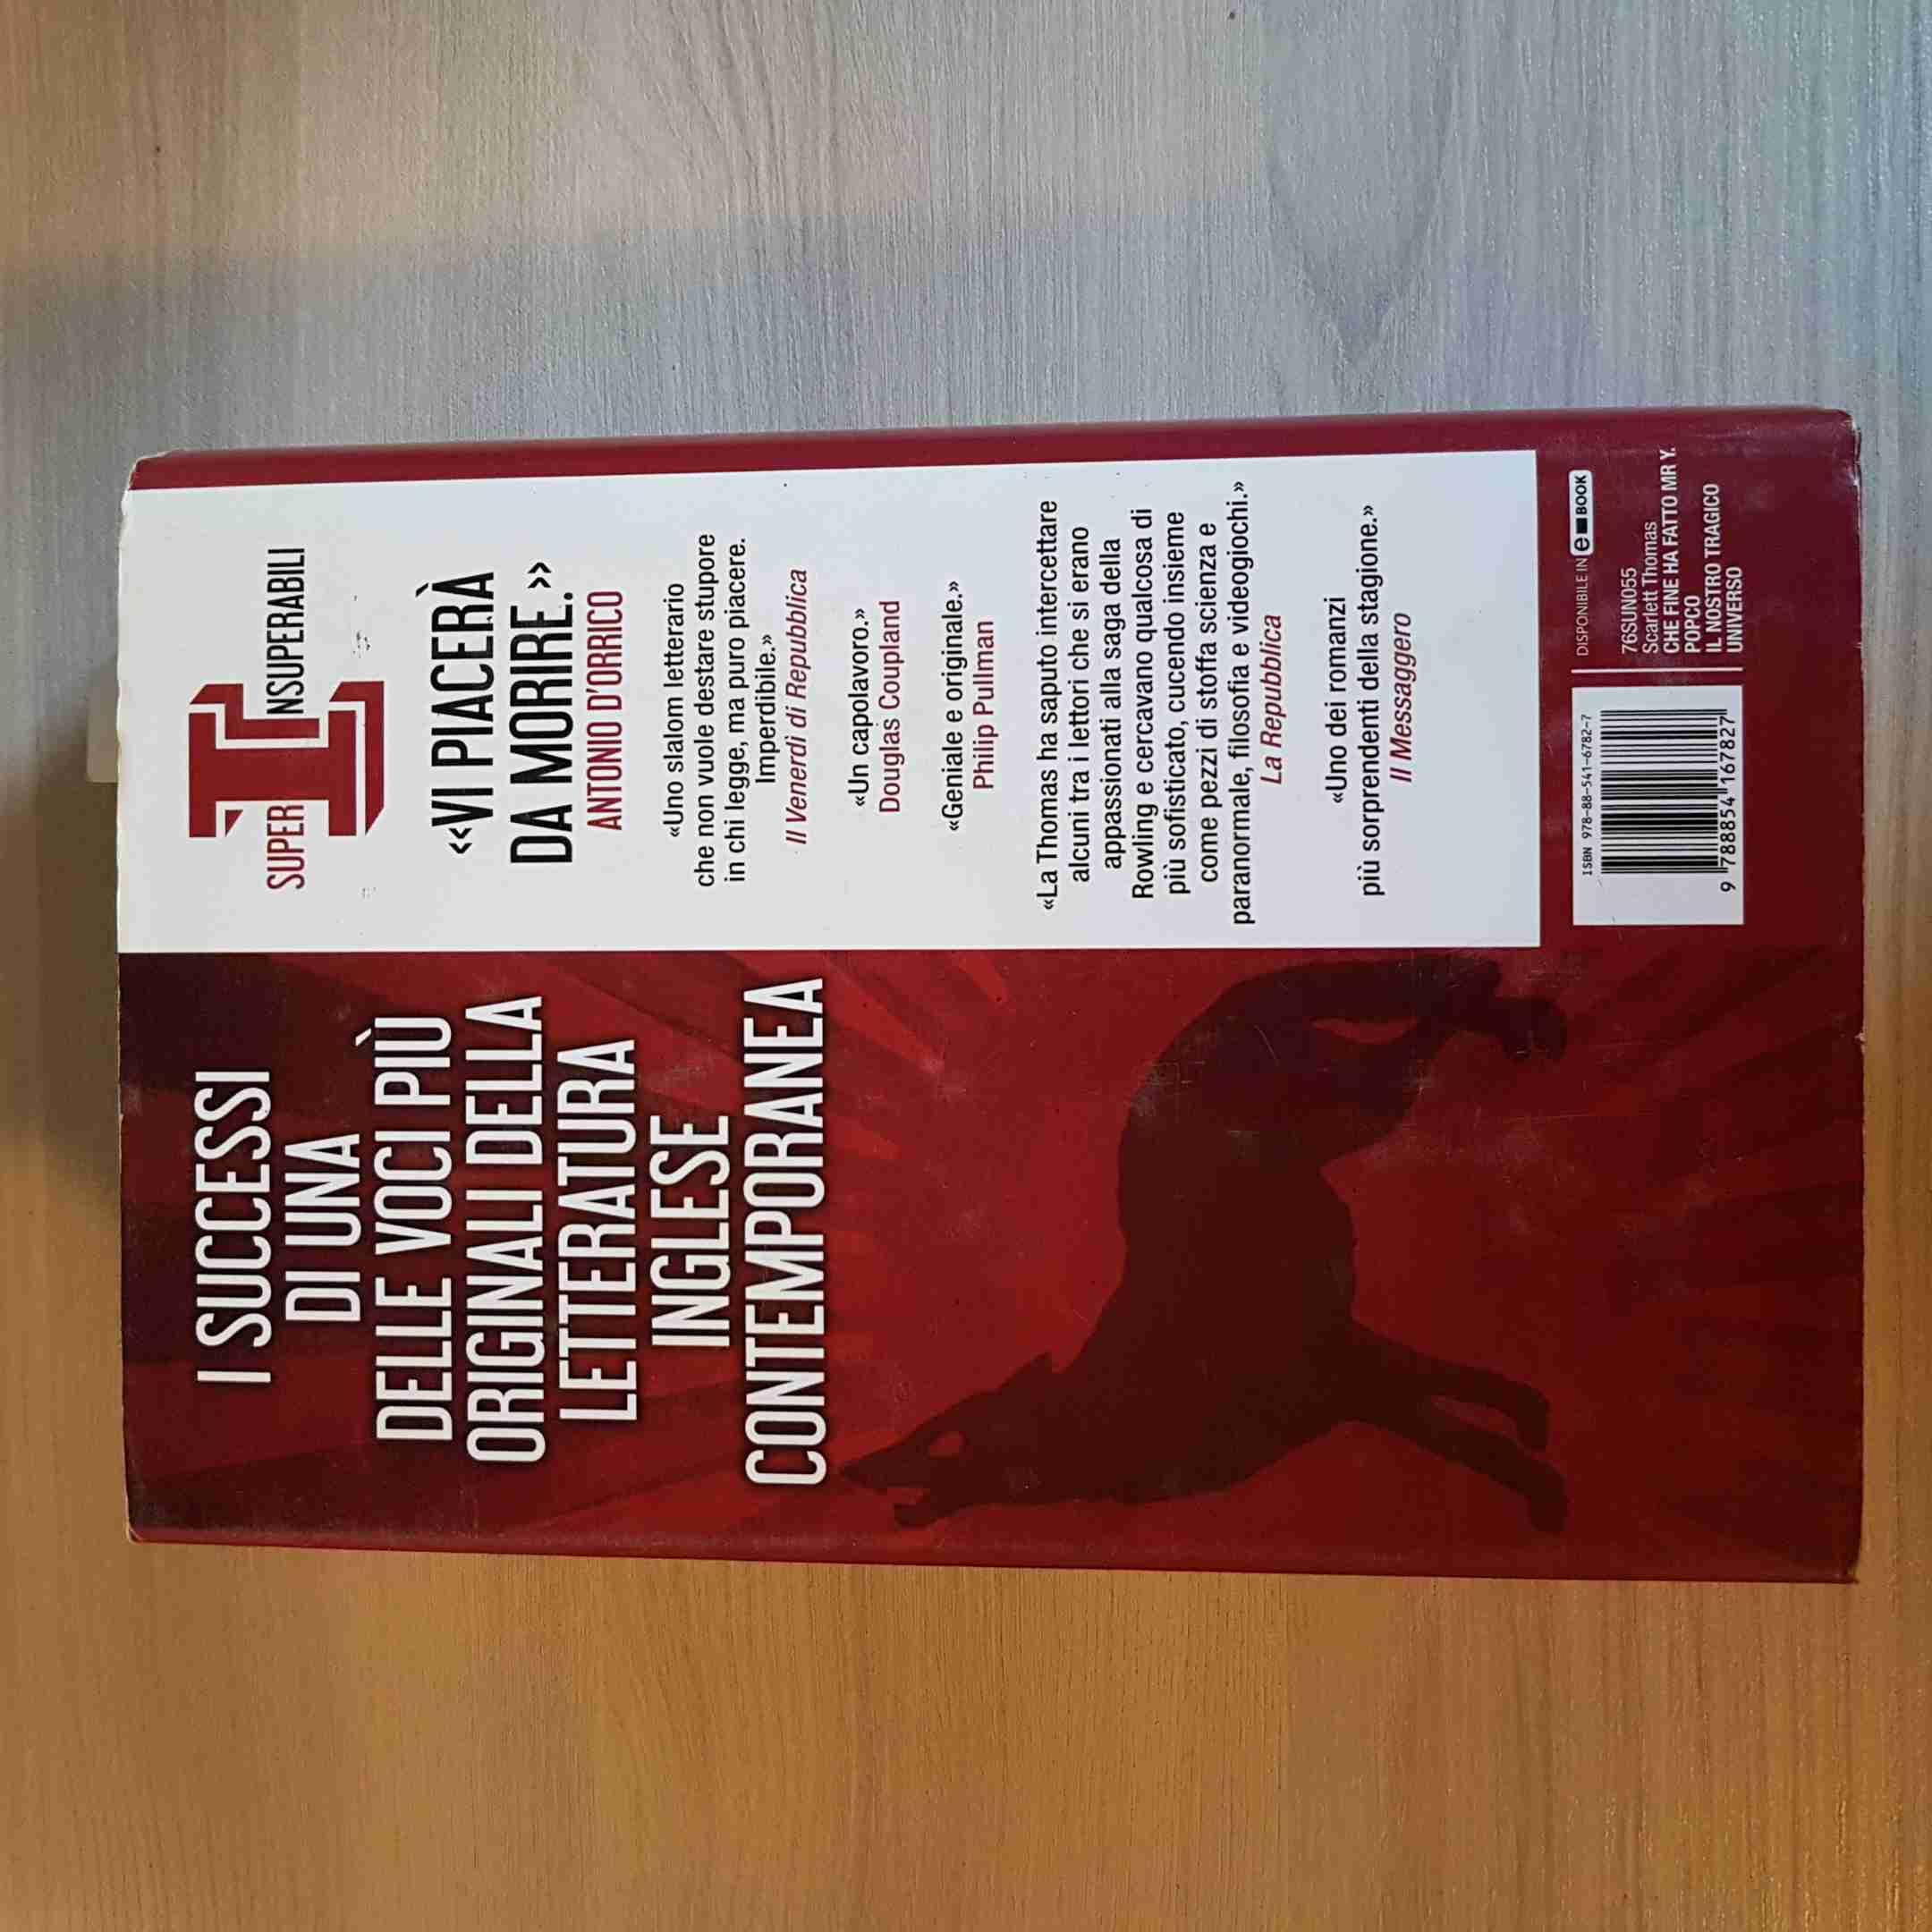 I SUCCESSI
DI UNA
DELLE VOCI PIÙ
ORIGINALI DELLA
LETTERATURA
INGLESE
CONTEMPORANEA
SUPER INSUPERABILI
«VI PIACERÀ
DA MORIRE.»
ANTONIO D'ORRICO
«Uno slalom letterario
che non vuole destare stupore
in chi legge, ma puro piacere.
Imperdibile.»
Il Venerdì di Repubblica
«Un capolavoro.»
Douglas Coupland
«Geniale e originale.»
Philip Pullman
«La Thomas ha saputo intercettare
alcuni tra i lettori che si erano
appassionati alla saga della
Rowling e cercavano qualcosa di
più sofisticato, cucendo insieme
come pezzi di stoffa scienza e
paranormale, filosofia e videogiochi.»
La Repubblica
«Uno dei romanzi
più sorprendenti della stagione.»
Il Messaggero
ISBN 978-88-541-6782-7
9 788854 167827
DISPONIBILE IN e BOOK
76SUN055
Scarlett Thomas
CHE FINE HA FATTO MR Y.
POPCO
IL NOSTRO TRAGICO
UNIVERSO